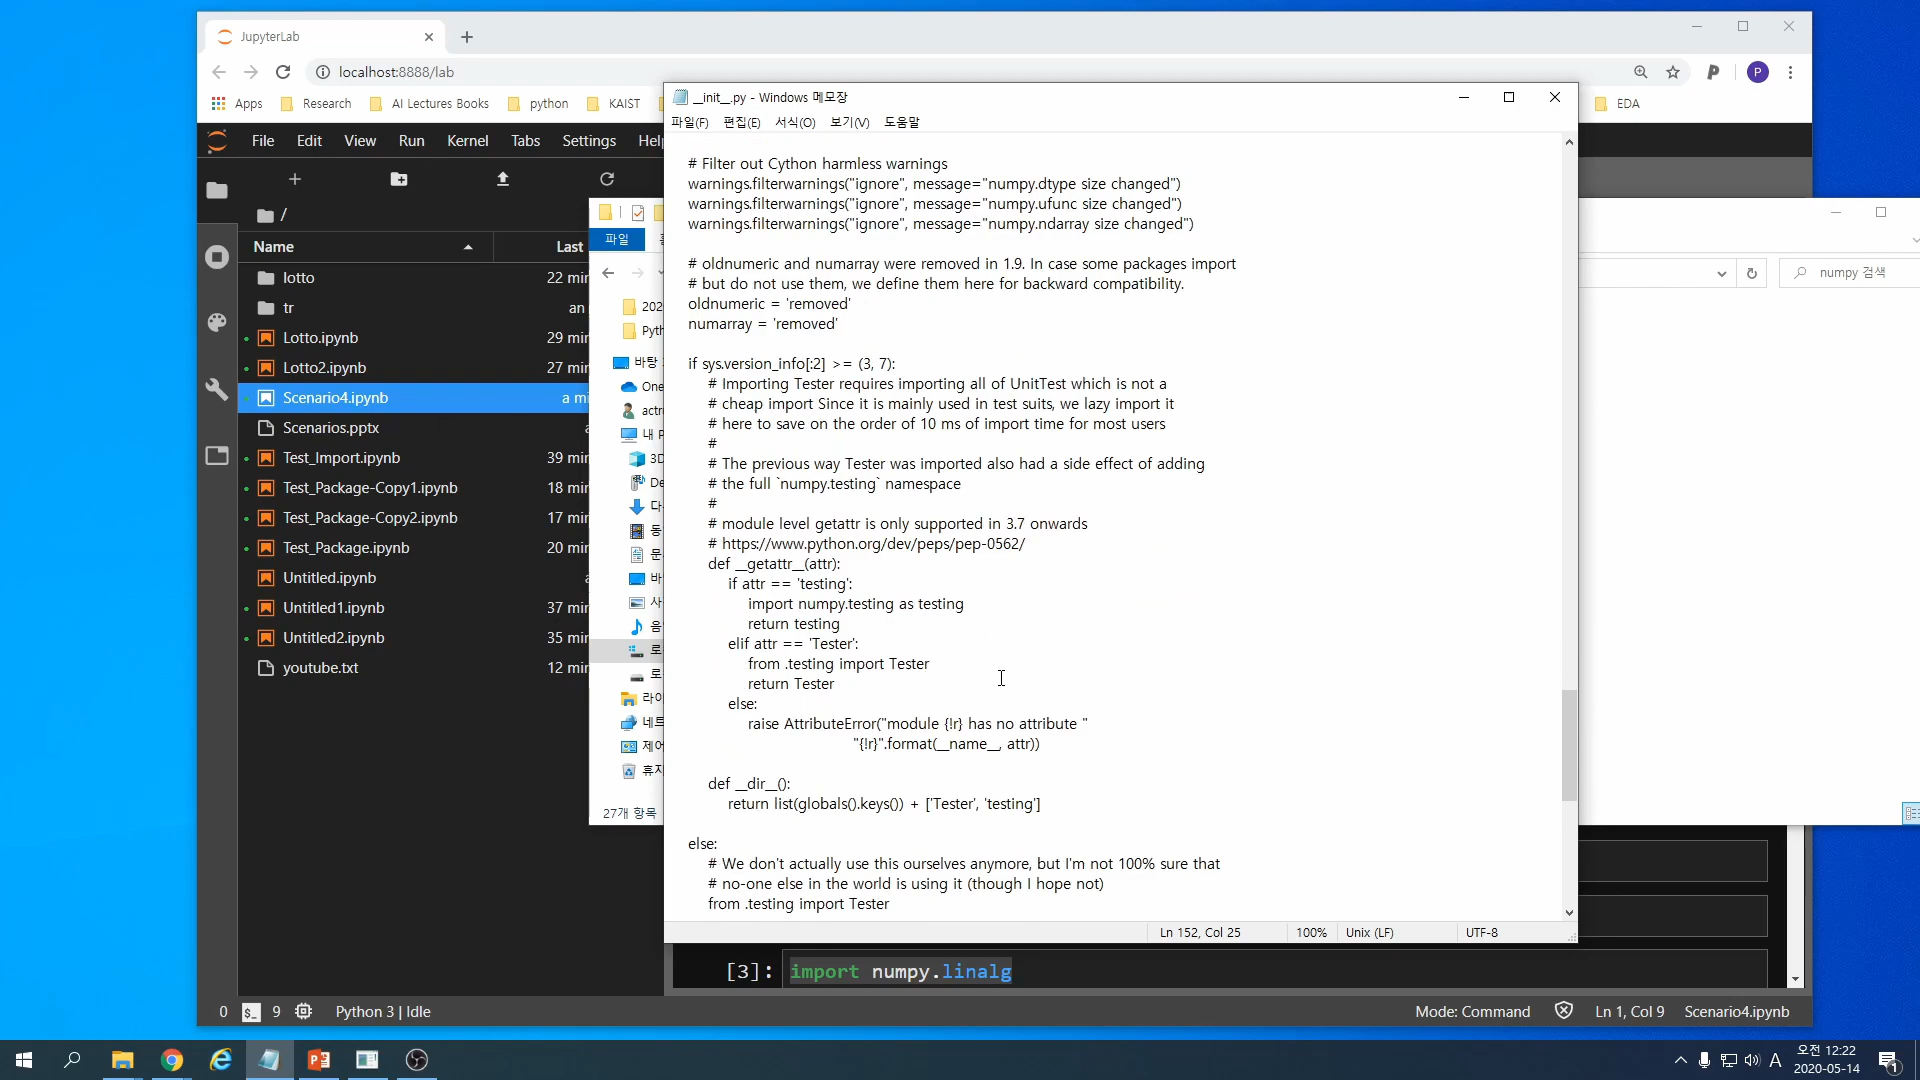 JupyterLab
localhost:8888/lab
P
P
Apps
Research
AI Lectures Books
python
KAIST
EDA
File
Edit
View
Run
Kernel
Tabs
Settings
Help
/
Name
Last
lotto
22 min
tr
an
Lotto.ipynb
29 min
Lotto2.ipynb
27 min
Scenario4.ipynb
a mi
Scenarios.pptx
Test_Import.ipynb
39 min
Test_Package-Copy1.ipynb
18 min
Test_Package-Copy2.ipynb
17 min
Test_Package.ipynb
20 min
Untitled.ipynb
Untitled1.ipynb
37 min
Untitled2.ipynb
35 min
youtube.txt
12 min
파일
202
Pyth
바탕
One
actr
내 P
3D
De
다
동
문
바
사
음
로
로
라이
네트
제어
휴지
27개 항목
numpy 검색
__init__.py - Windows 메모장
파일(F)
편집(E)
서식(O)
보기(V)
도움말
# Filter out Cython harmless warnings
warnings.filterwarnings("ignore", message="numpy.dtype size changed")
warnings.filterwarnings("ignore", message="numpy.ufunc size changed")
warnings.filterwarnings("ignore", message="numpy.ndarray size changed")
# oldnumeric and numarray were removed in 1.9. In case some packages import
# but do not use them, we define them here for backward compatibility.
oldnumeric = 'removed'
numarray = 'removed'
if sys.version_info[:2] >= (3, 7):
# Importing Tester requires importing all of UnitTest which is not a
# cheap import Since it is mainly used in test suits, we lazy import it
# here to save on the order of 10 ms of import time for most users
#
# The previous way Tester was imported also had a side effect of adding
# the full `numpy.testing` namespace
#
# module level getattr is only supported in 3.7 onwards
# https://www.python.org/dev/peps/pep-0562/
def __getattr__(attr):
if attr == 'testing':
import numpy.testing as testing
return testing
elif attr == 'Tester':
from .testing import Tester
return Tester
else:
raise AttributeError("module {!r} has no attribute "
"{!r}".format(__name__, attr))
def __dir__():
return list(globals().keys()) + ['Tester', 'testing']
else:
# We don't actually use this ourselves anymore, but I'm not 100% sure that
# no-one else in the world is using it (though I hope not)
from .testing import Tester
Ln 152, Col 25
100%
Unix (LF)
UTF-8
[3]: import numpy.linalg
0
9
Python 3 | Idle
Mode: Command
Ln 1, Col 9
Scenario4.ipynb
A
오전 12:22
2020-05-14
1